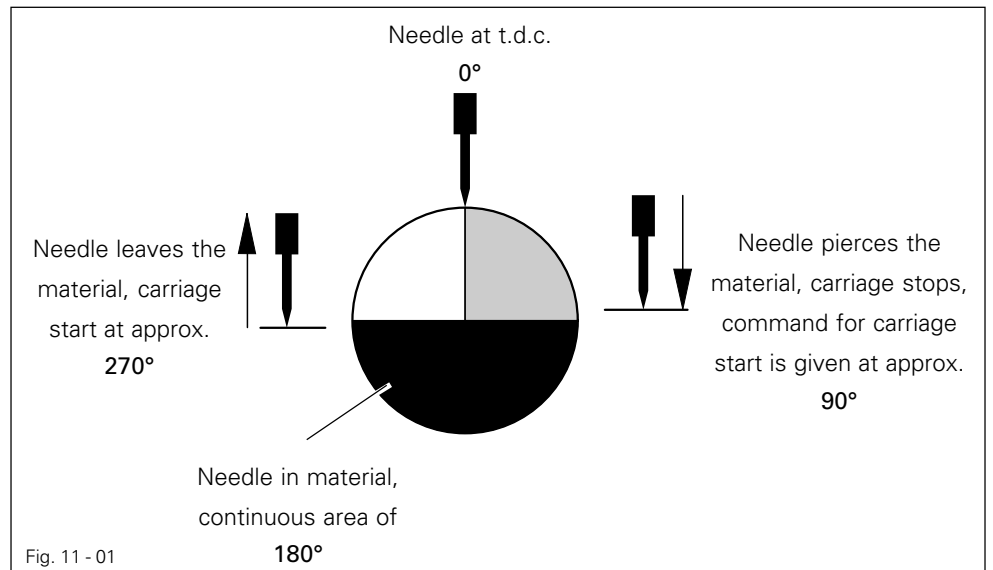 Needle at t.d.c.
0°
Needle leaves the
material, carriage
start at approx.
270°
Needle pierces the
material, carriage stops,
command for carriage
start is given at approx.
90°
Needle in material,
continuous area of
180°
Fig. 11 - 01